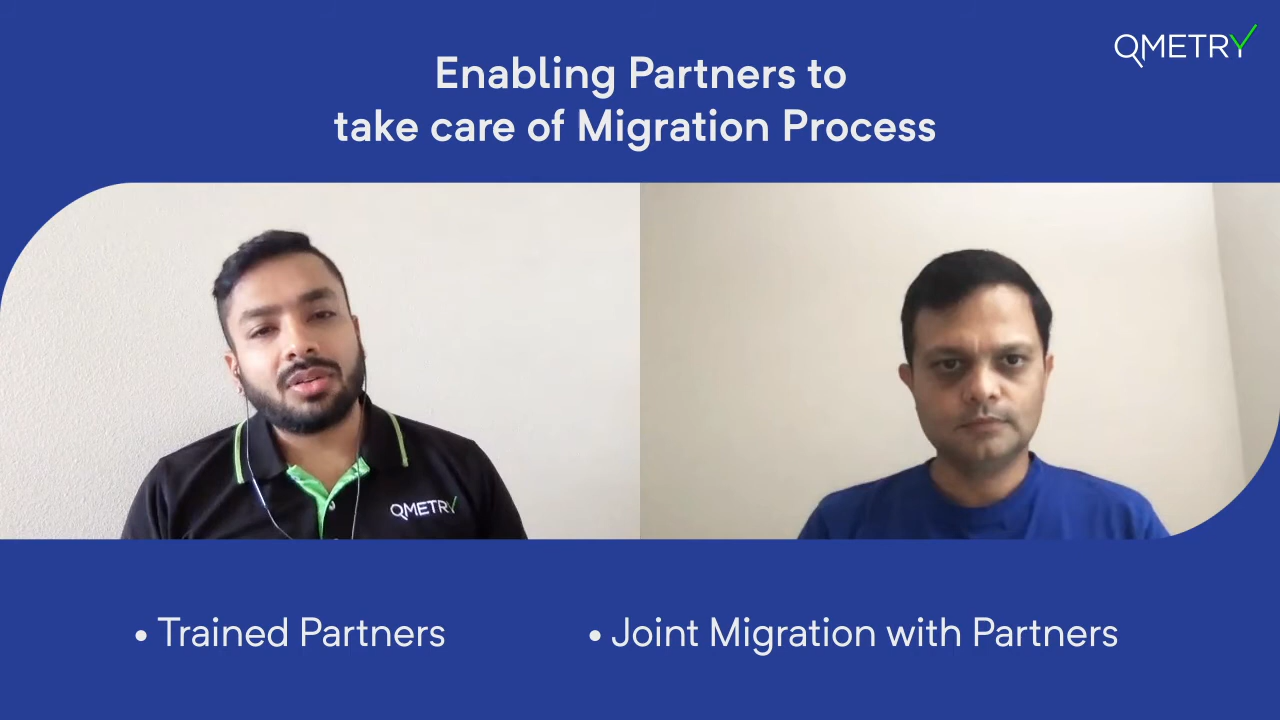 QMETRY
Enabling Partners to
take care of Migration Process
QMETRY
• Trained Partners
• Joint Migration with Partners